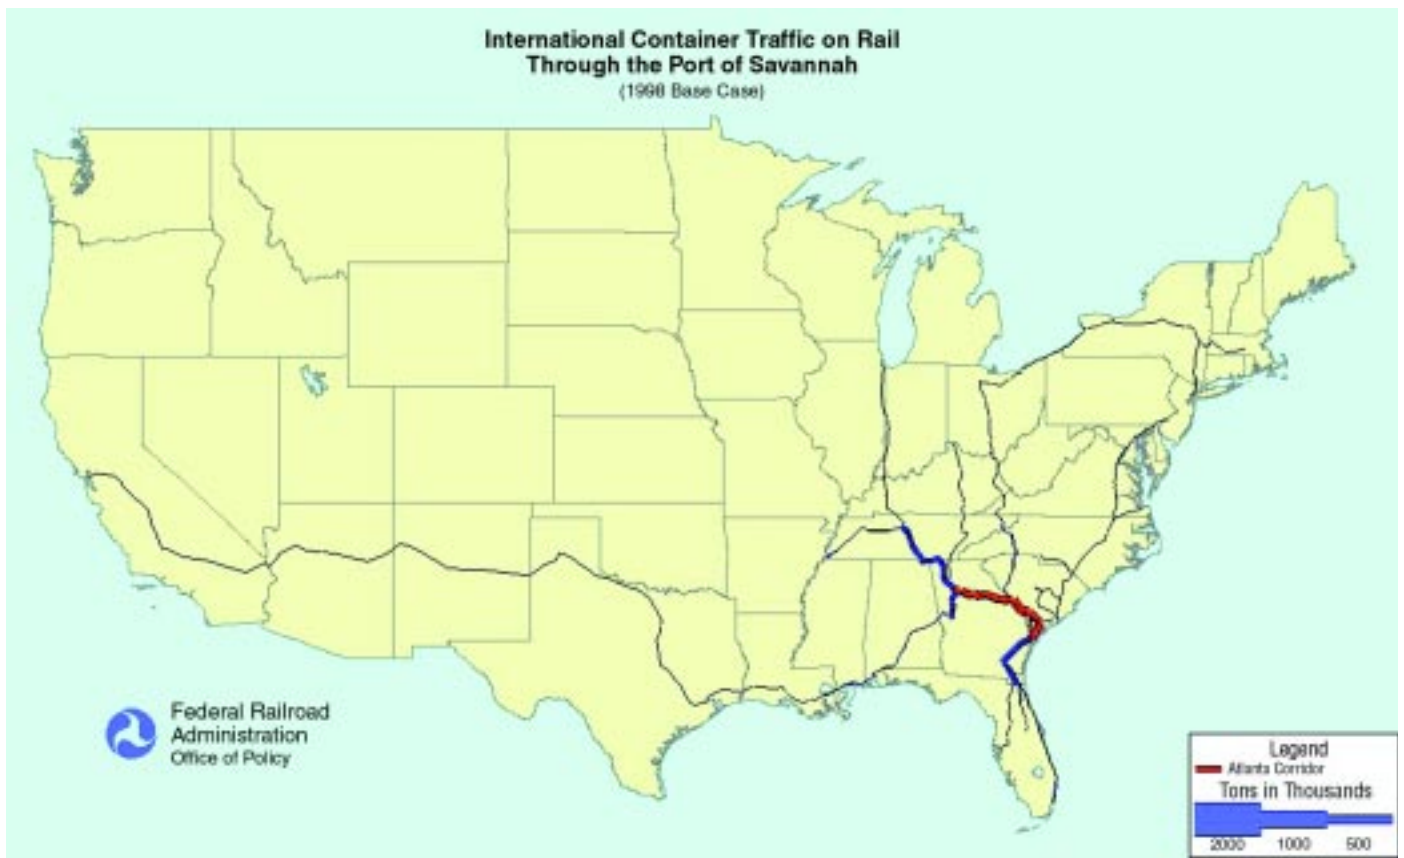 International Container Traffic on Rail
Through the Port of Savannah
(1998 Base Case)
Federal Railroad
Administration
Office of Policy
Legend
Atlanta Corridor
Tons in Thousands
2000 1000 500